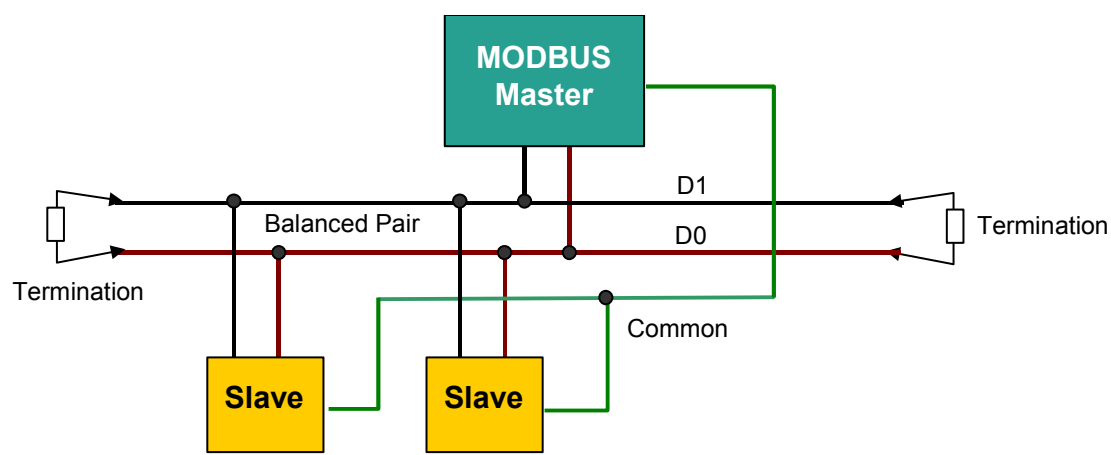 MODBUS
Master
D1
Balanced Pair
D0
Termination
Termination
Common
Slave
Slave